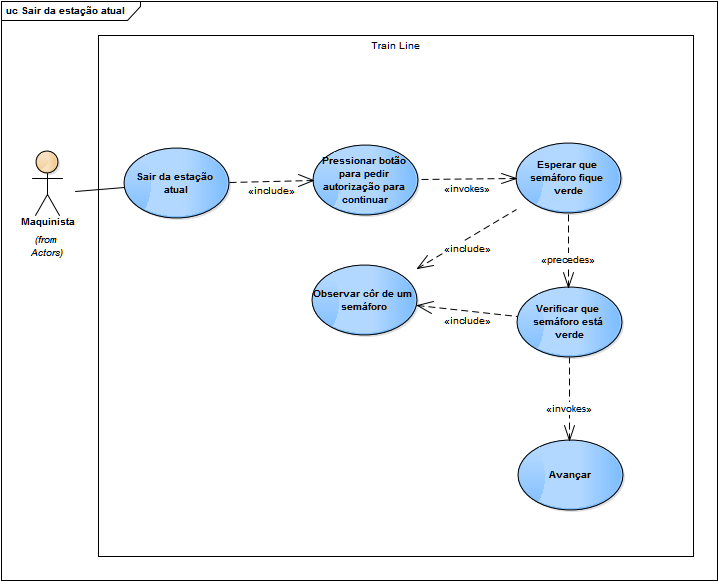 uc Sair da estação atual
Train Line
Maquinista
(from
Actors)
Sair da estação
atual
«include»
Pressionar botão
para pedir
autorização para
continuar
«invokes»
Esperar que
semáforo fique
verde
«include»
«precedes»
Observar côr de um
semáforo
«include»
Verificar que
semáforo está
verde
«invokes»
Avançar